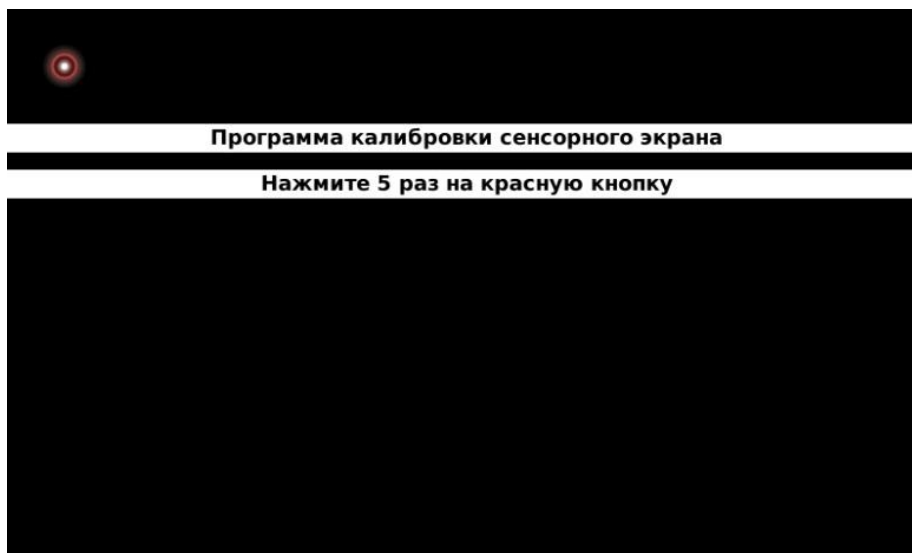 Программа калибровки сенсорного экрана
Нажмите 5 раз на красную кнопку